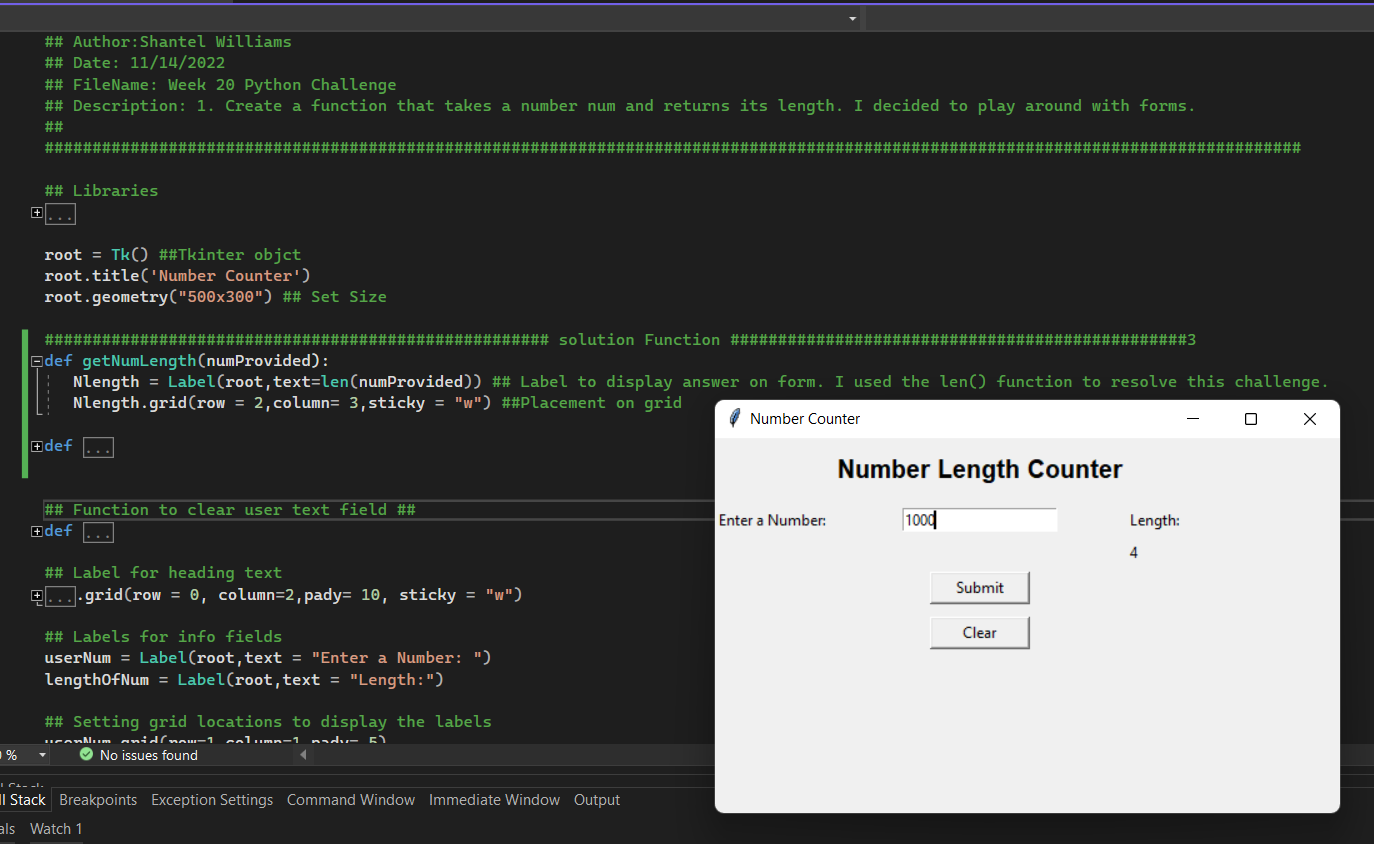 ## Author:Shantel Williams
## Date: 11/14/2022
## FileName: Week 20 Python Challenge
## Description: 1. Create a function that takes a number num and returns its length. I decided to play around with forms.
##
#####################################################################################################################################
## Libraries
...
root = Tk() ##Tkinter objct
root.title('Number Counter')
root.geometry("500x300") ## Set Size
##################################################### solution Function ################################################3
def getNumLength(numProvided):
Nlength = Label(root,text=len(numProvided)) ## Label to display answer on form. I used the len() function to resolve this challenge.
Nlength.grid(row = 2,column= 3,sticky = "w") ##Placement on grid
def ...
## Function to clear user text field ##
def ...
## Label for heading text
....grid(row = 0, column=2,pady= 10, sticky = "w")
## Labels for info fields
userNum = Label(root,text = "Enter a Number: ")
lengthOfNum = Label(root,text = "Length:")
## Setting grid locations to display the labels
userNum.grid(row=1,column=1,pady= 5)
Number Counter
Number Length Counter
Enter a Number: 1000 Length:
4
Submit
Clear
% No issues found
Stack Breakpoints Exception Settings Command Window Immediate Window Output
Watch 1